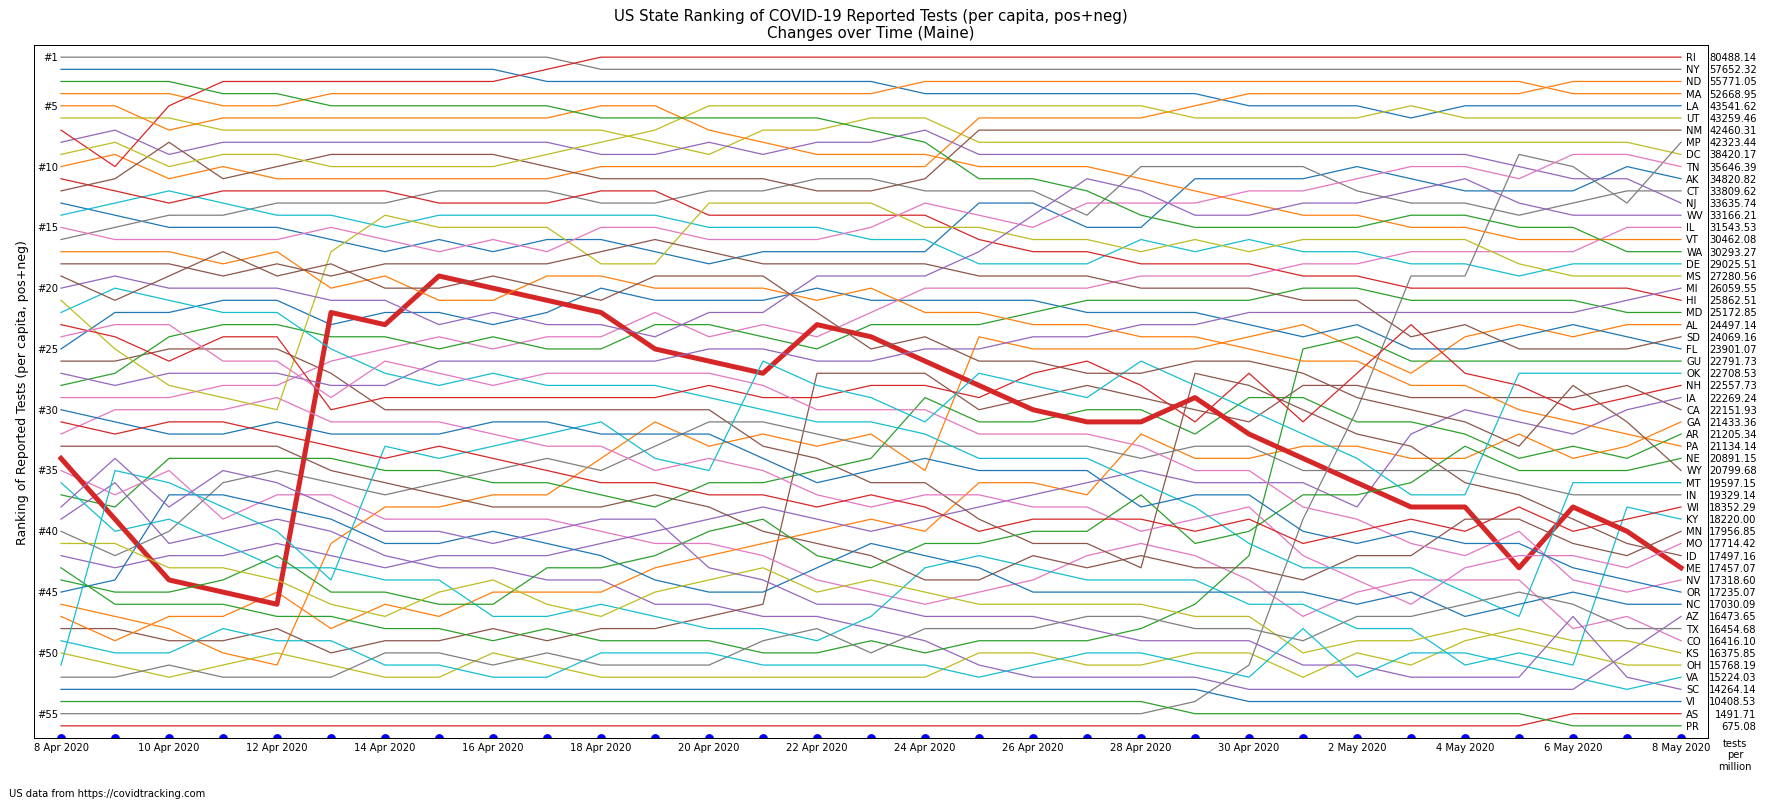 US State Ranking of COVID-19 Reported Tests (per capita, pos+neg)
Changes over Time (Maine)
Ranking of Reported Tests (per capita, pos+neg)
#1
#5
#10
#15
#20
#25
#30
#35
#40
#45
#50
#55
RI 80488.14
NY 57652.32
ND 55771.05
MA 52668.95
LA 43541.62
UT 43259.46
NM 42460.31
MP 42323.44
DC 38420.17
TN 35646.39
AK 34820.82
CT 33809.62
NJ 33635.74
WV 33166.21
IL 31543.53
VT 30462.08
WA 30293.27
DE 29025.51
MS 27280.56
MI 26059.55
HI 25862.51
MD 25172.85
AL 24497.14
SD 24069.16
FL 23901.07
GU 22791.73
OK 22708.53
NH 22557.73
IA 22269.24
CA 22151.93
GA 21433.36
AR 21205.34
PA 21134.14
NE 20891.15
WY 20799.68
MT 19597.15
IN 19329.14
WI 18352.29
KY 18220.00
MN 17956.85
MO 17714.42
ID 17497.16
ME 17457.07
NV 17318.60
OR 17235.07
NC 17030.09
AZ 16473.65
TX 16454.68
CO 16416.10
KS 16375.85
OH 15768.19
VA 15224.03
SC 14264.14
VI 10408.53
AS 1491.71
PR 675.08
8 Apr 2020 10 Apr 2020 12 Apr 2020 14 Apr 2020 16 Apr 2020 18 Apr 2020 20 Apr 2020 22 Apr 2020 24 Apr 2020 26 Apr 2020 28 Apr 2020 30 Apr 2020 2 May 2020 4 May 2020 6 May 2020 8 May 2020
tests
per
million
US data from https://covidtracking.com